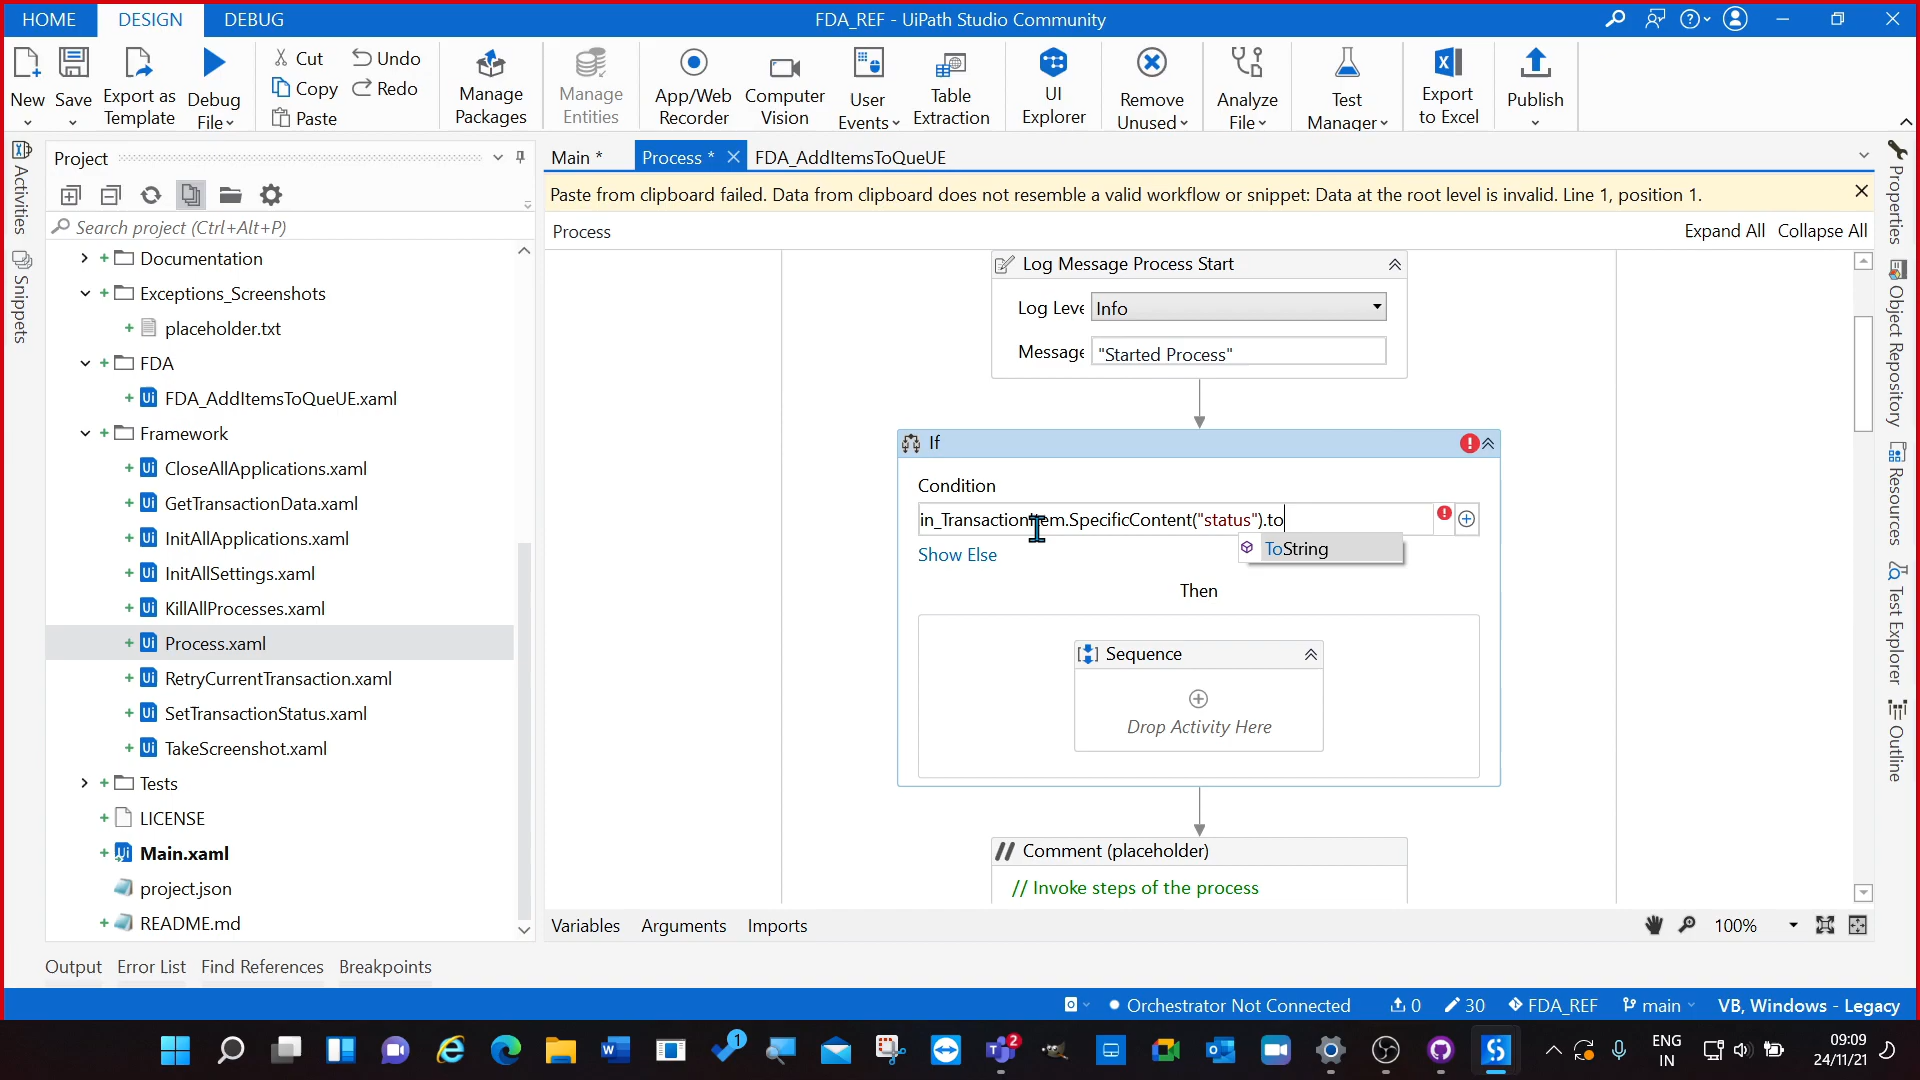 HOME DESIGN DEBUG FDA_REF - UiPath Studio Community
New Save Export as Template Debug File
Cut Copy Paste Undo Redo
Manage Packages
Manage Entities
App/Web Recorder
Computer Vision
User Events
Table Extraction
UI Explorer
Remove Unused
Analyze File
Test Manager
Export to Excel
Publish
Activities
Snippets
Project
Search project (Ctrl+Alt+P)
Documentation
Exceptions_Screenshots
placeholder.txt
FDA
FDA_AddItemsToQueUE.xaml
Framework
CloseAllApplications.xaml
GetTransactionData.xaml
InitAllApplications.xaml
InitAllSettings.xaml
KillAllProcesses.xaml
Process.xaml
RetryCurrentTransaction.xaml
SetTransactionStatus.xaml
TakeScreenshot.xaml
Tests
LICENSE
Main.xaml
project.json
README.md
Main * Process * FDA_AddItemsToQueUE
Paste from clipboard failed. Data from clipboard does not resemble a valid workflow or snippet: Data at the root level is invalid. Line 1, position 1.
Process Expand All Collapse All
Log Message Process Start
Log Leve Info
Message "Started Process"
If
Condition
in_TransactionItem.SpecificContent("status").to
ToString
Show Else
Then
Sequence
Drop Activity Here
// Comment (placeholder)
// Invoke steps of the process
Variables Arguments Imports 100%
Properties
Object Repository
Resources
Test Explorer
Outline
Output Error List Find References Breakpoints
Orchestrator Not Connected 0 30 FDA_REF main VB, Windows - Legacy
1 2 ENG IN 09:09 24/11/21